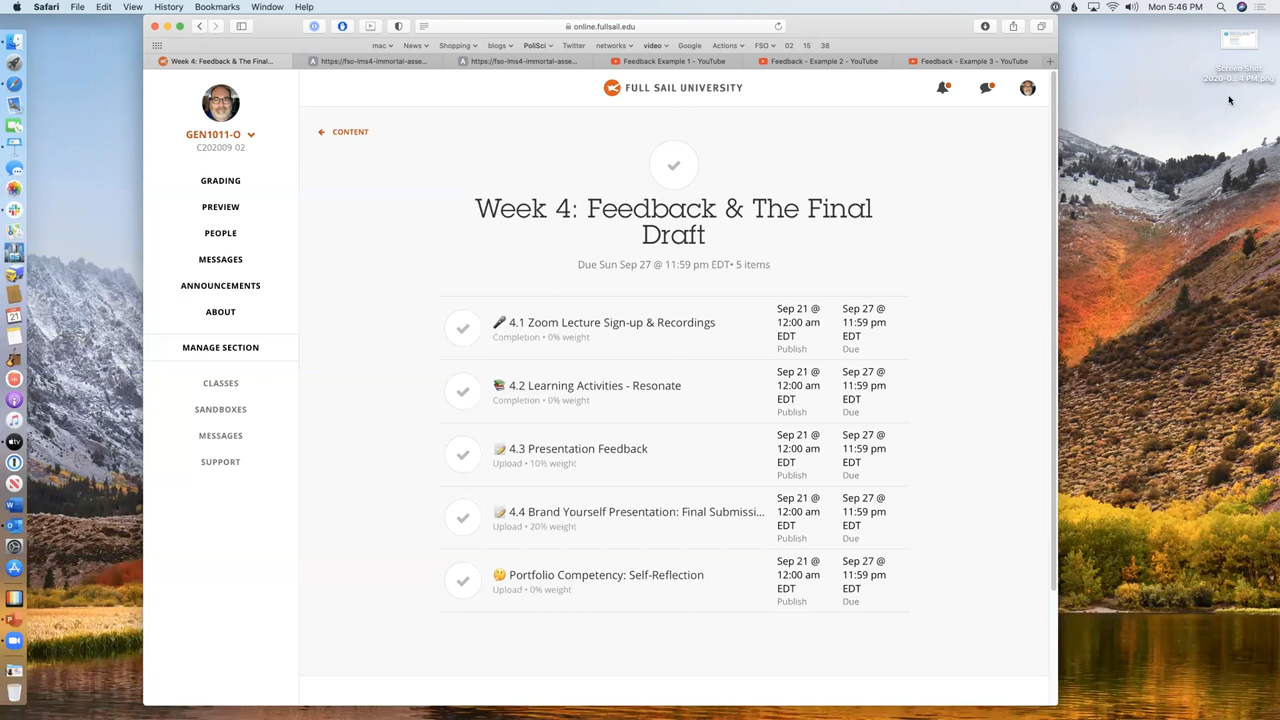 Safari File Edit View History Bookmarks Window Help
Mon 5:46 PM
online.fullsail.edu
mac News Shopping blogs PoliSci Twitter networks video Google Actions FSO 02 15 38
Week 4: Feedback & The Final...
https://fso-lms4-immortal-asse...
https://fso-lms4-immortal-asse...
Feedback Example 1 - YouTube
Feedback - Example 2 - YouTube
Feedback - Example 3 - YouTube
Screen Shot
2020-0...4 PM.png
FULL SAIL UNIVERSITY
GEN1011-O
C202009 02
GRADING
PREVIEW
PEOPLE
MESSAGES
ANNOUNCEMENTS
ABOUT
MANAGE SECTION
CLASSES
SANDBOXES
MESSAGES
SUPPORT
CONTENT
Week 4: Feedback & The Final
Draft
Due Sun Sep 27 @ 11:59 pm EDT• 5 items
4.1 Zoom Lecture Sign-up & Recordings
Completion • 0% weight
Sep 21 @
12:00 am
EDT
Publish
Sep 27 @
11:59 pm
EDT
Due
4.2 Learning Activities - Resonate
Completion • 0% weight
Sep 21 @
12:00 am
EDT
Publish
Sep 27 @
11:59 pm
EDT
Due
4.3 Presentation Feedback
Upload • 10% weight
Sep 21 @
12:00 am
EDT
Publish
Sep 27 @
11:59 pm
EDT
Due
4.4 Brand Yourself Presentation: Final Submissi...
Upload • 20% weight
Sep 21 @
12:00 am
EDT
Publish
Sep 27 @
11:59 pm
EDT
Due
Portfolio Competency: Self-Reflection
Upload • 0% weight
Sep 21 @
12:00 am
EDT
Publish
Sep 27 @
11:59 pm
EDT
Due
21
tv